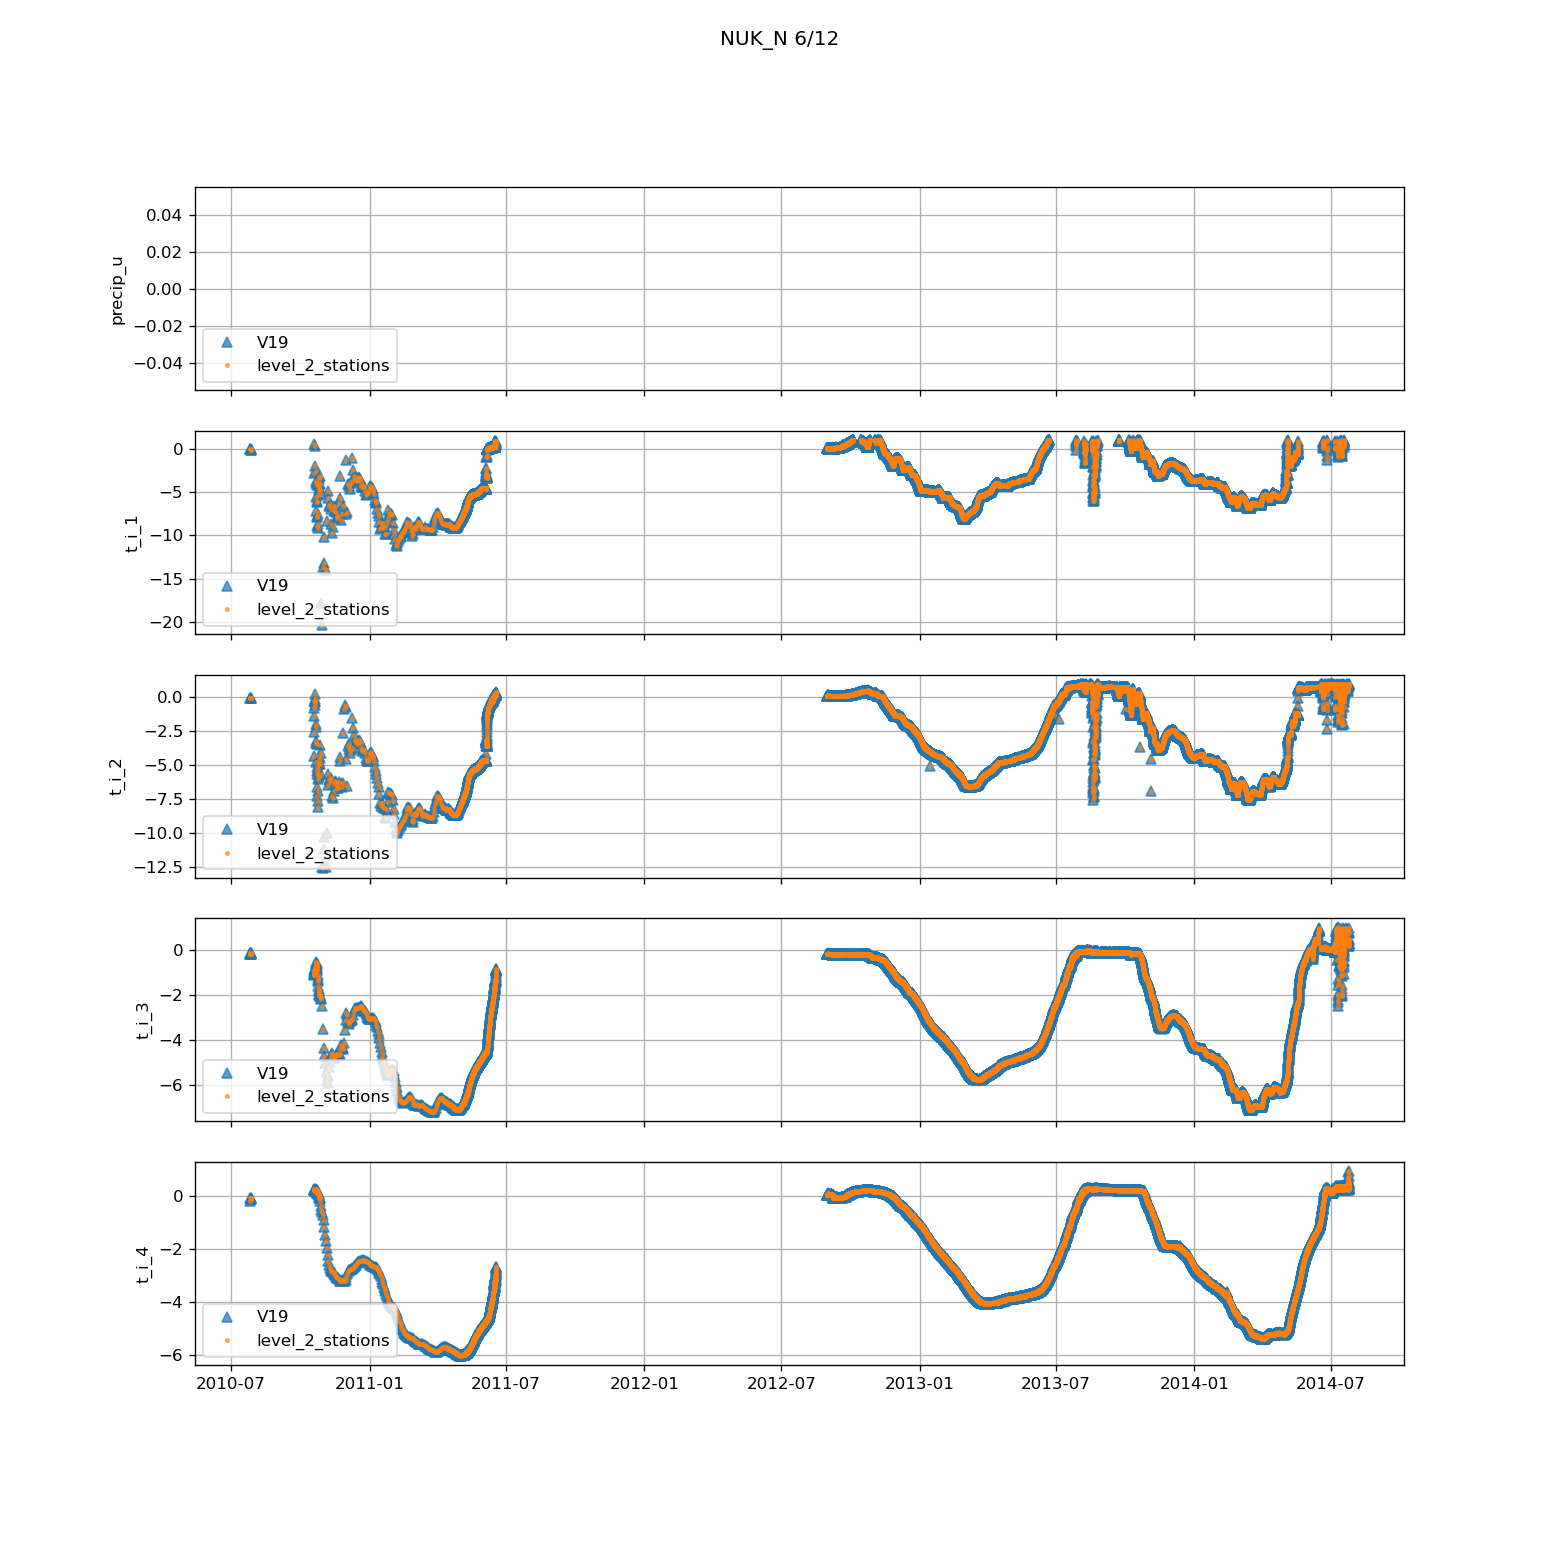 NUK_N 6/12
precip_u
0.04
0.02
0.00
−0.02
−0.04
V19
level_2_stations
t_i_1
0
−5
−10
−15
−20
V19
level_2_stations
t_i_2
0.0
−2.5
−5.0
−7.5
−10.0
−12.5
V19
level_2_stations
t_i_3
0
−2
−4
−6
V19
level_2_stations
t_i_4
0
−2
−4
−6
V19
level_2_stations
2010-07 2011-01 2011-07 2012-01 2012-07 2013-01 2013-07 2014-01 2014-07